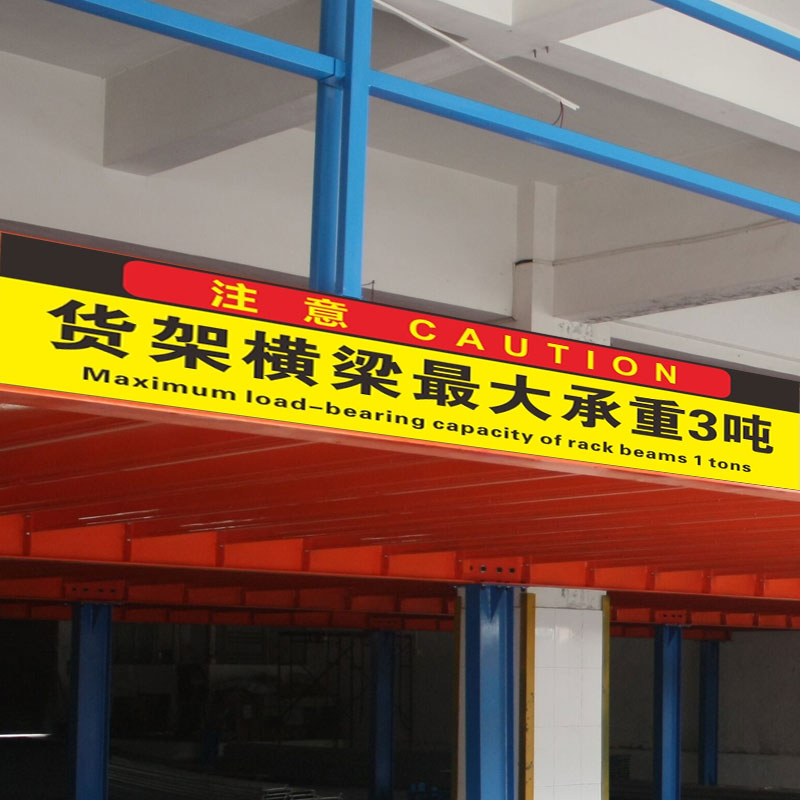 注意 CAUTION
货架横梁最大承重3吨
Maximum load-bearing capacity of rack beams 1 tons